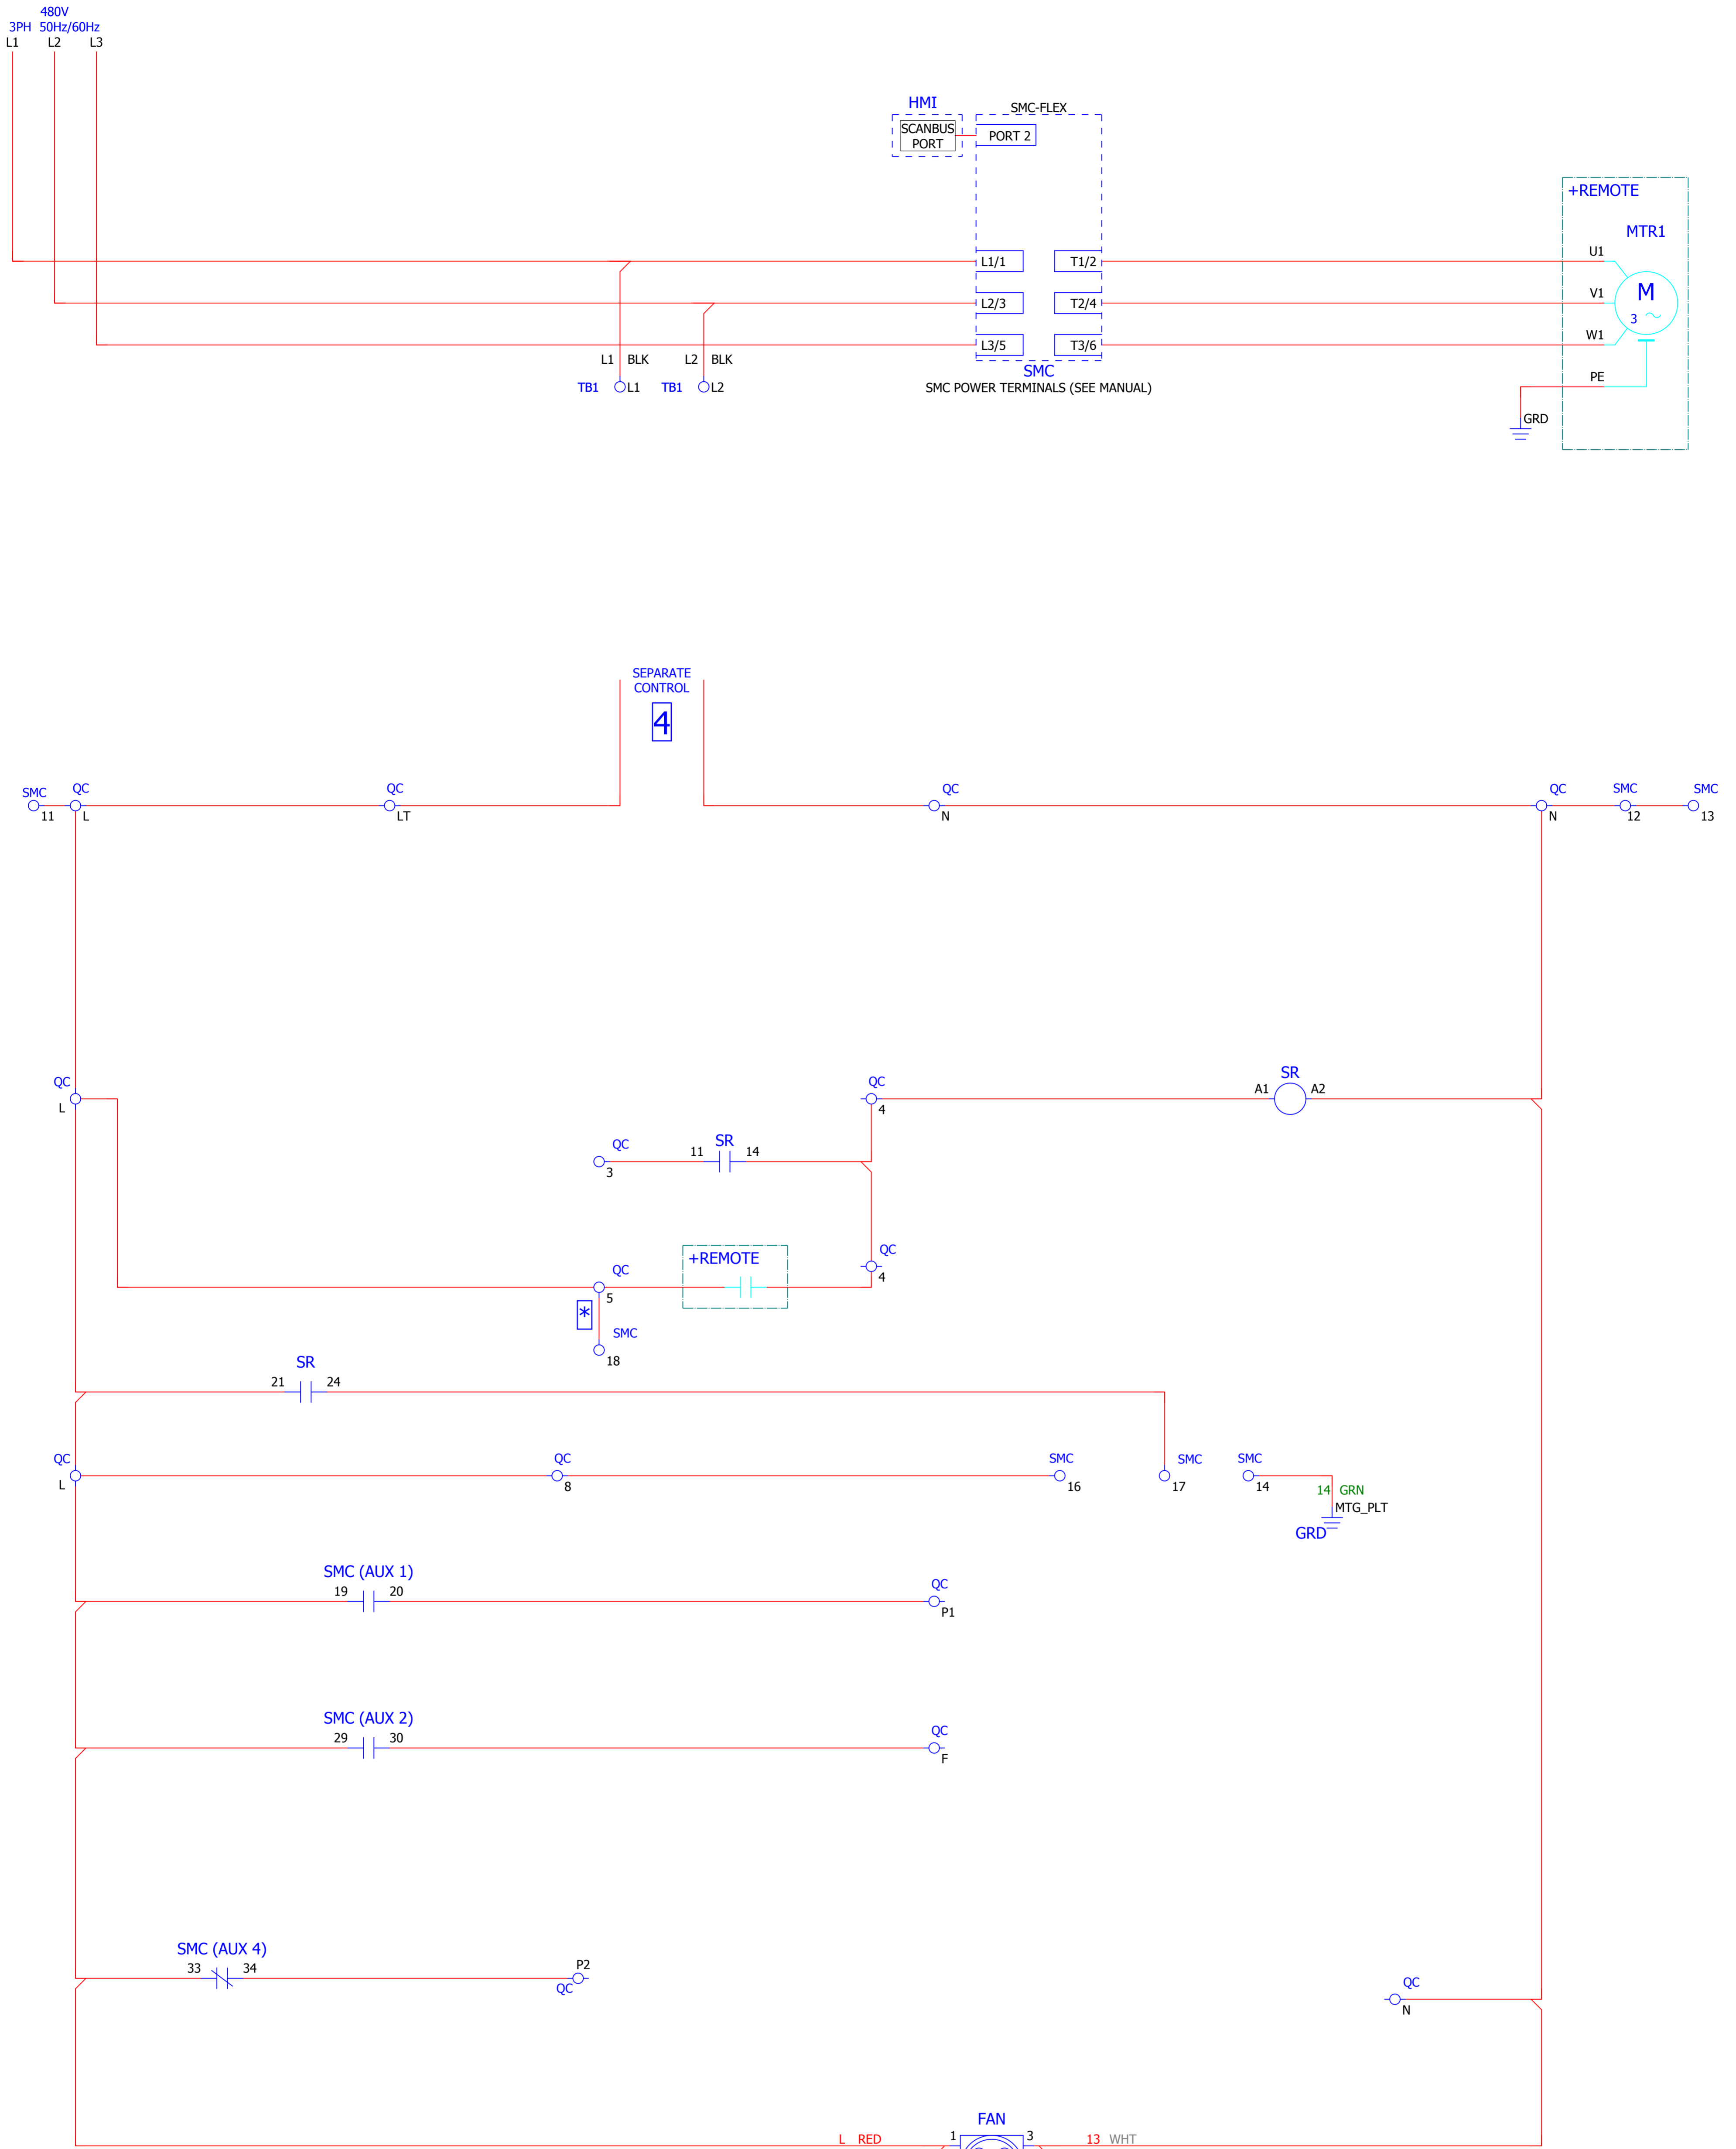 480V
3PH 50Hz/60Hz
L1 L2 L3
HMI
SMC-FLEX
SCANBUS
PORT
PORT 2
+REMOTE
MTR1
L1/1 T1/2 U1
L2/3 T2/4 V1
M
3
L3/5 T3/6 W1
L1 BLK L2 BLK
SMC
TB1 L1 TB1 L2
SMC POWER TERMINALS (SEE MANUAL)
PE
GRD
SEPARATE
CONTROL
4
SMC QC QC QC QC SMC SMC
11 L LT N N 12 13
SR
QC QC A1 A2
L 4
QC SR
11 14
3
+REMOTE QC
QC 4
5
*
SMC
18
SR
21 24
QC QC SMC SMC SMC
L 8 16 17 14
14 GRN
MTG_PLT
GRD
SMC (AUX 1)
19 20 QC
P1
SMC (AUX 2)
29 30 QC
F
SMC (AUX 4)
33 34 P2
QC
QC
N
FAN
L RED 1 3 13 WHT